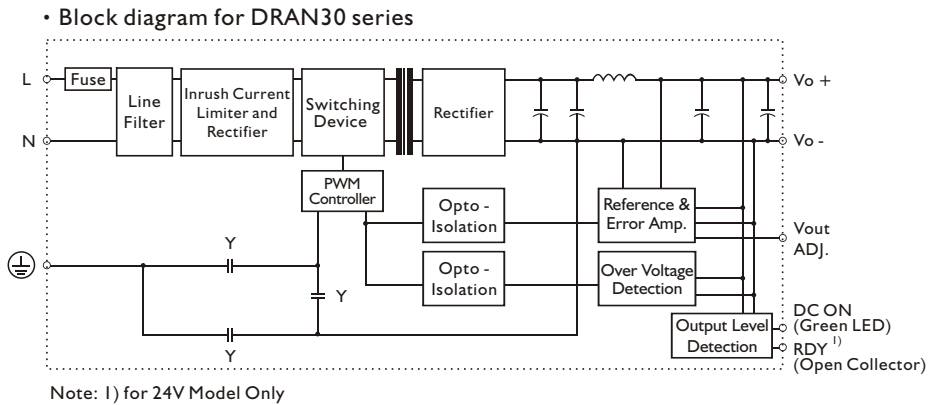 • Block diagram for DRAN30 series
L
Fuse
Line
Filter
Inrush Current
Limiter and
Rectifier
Switching
Device
Rectifier
Vo +
N
Vo -
PWM
Controller
Opto -
Isolation
Reference &
Error Amp.
Vout
ADJ.
Y
Opto -
Isolation
Over Voltage
Detection
Y
Y
Output Level
Detection
DC ON
(Green LED)
RDY 1)
(Open Collector)
Note: 1) for 24V Model Only